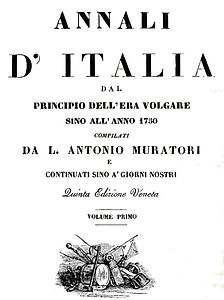 ANNALI
D' ITALIA
DAL
PRINCIPIO DELL' ERA VOLGARE
SINO ALL' ANNO 1750
COMPILATI
DA L. ANTONIO MURATORI
E
CONTINUATI SINO A' GIORNI NOSTRI
Quinta Edizione Veneta
VOLUME PRIMO